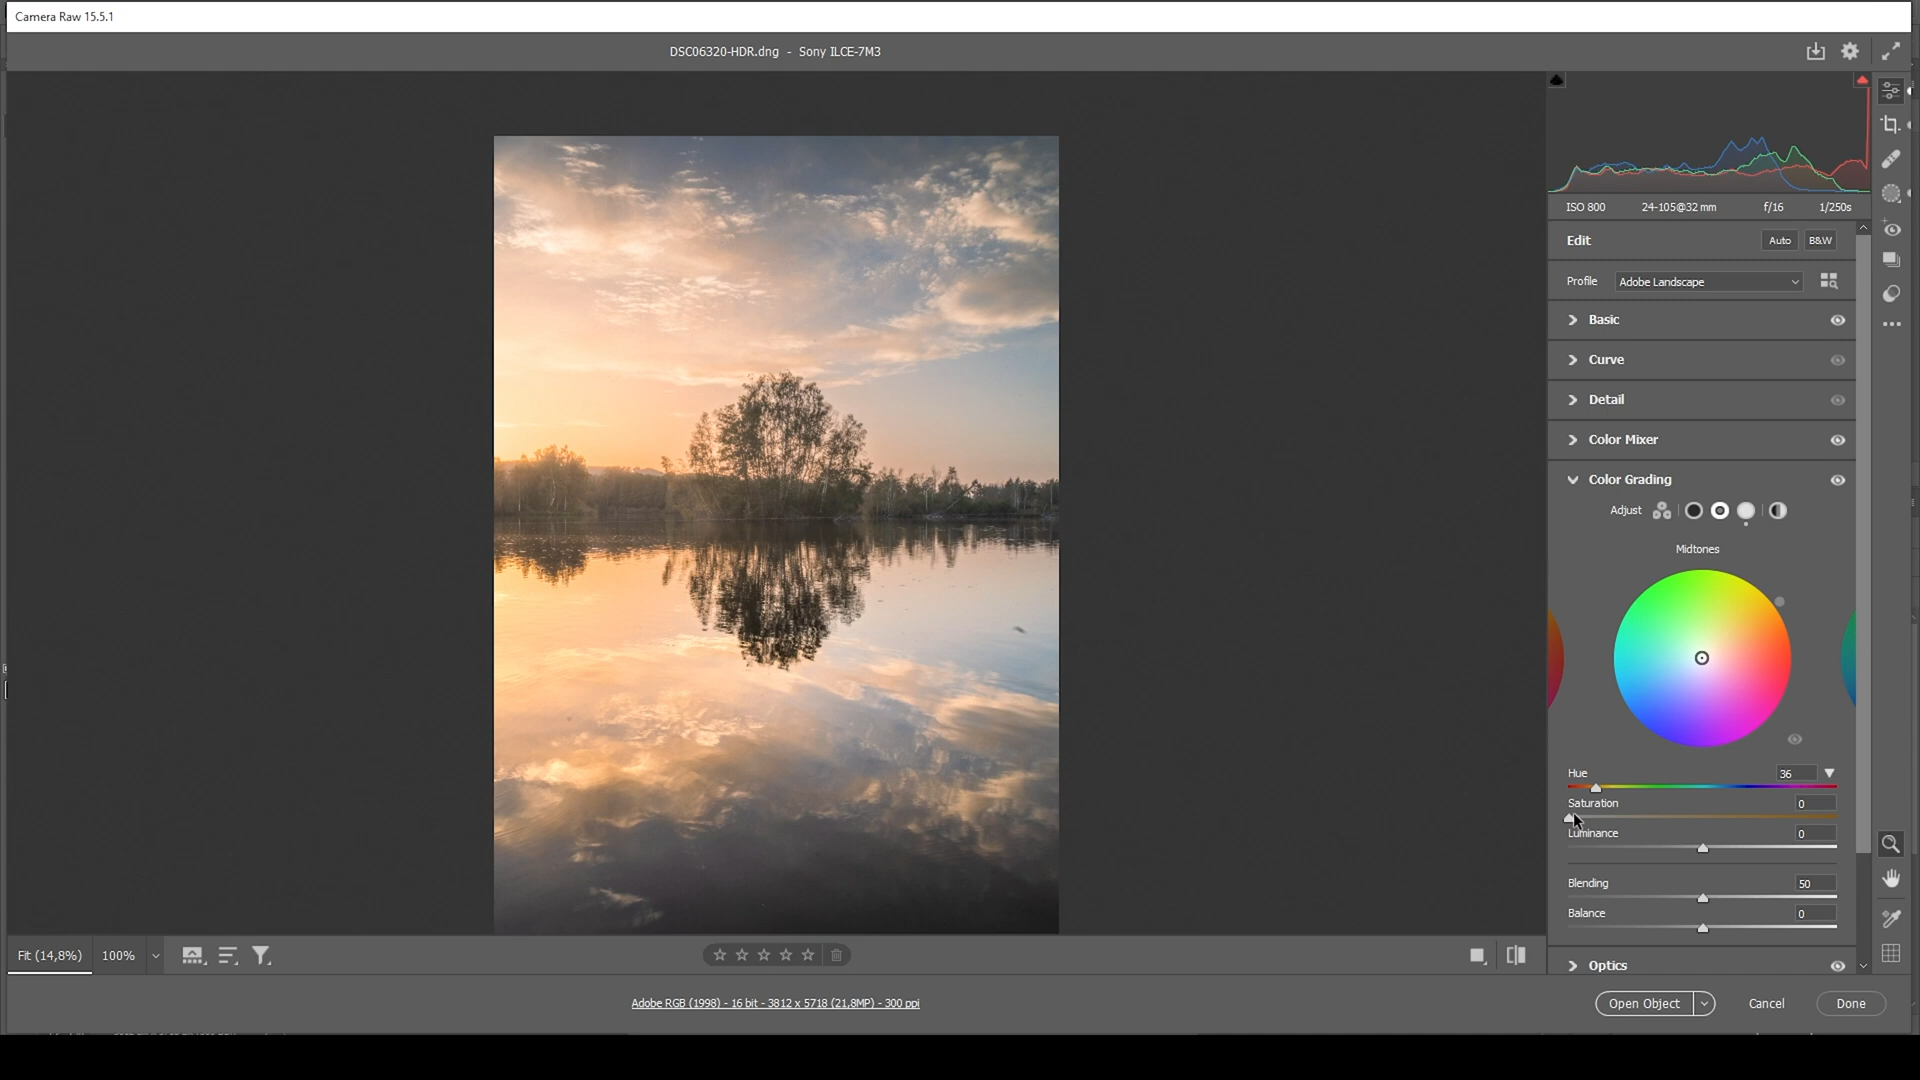 Camera Raw 15.5.1
DSC06320-HDR.dng - Sony ILCE-7M3
ISO 800 24-105@32 mm f/16 1/250s
Edit Auto B&W
Profile Adobe Landscape
Basic
Curve
Detail
Color Mixer
Color Grading
Adjust
Midtones
Hue 36
Saturation 0
Luminance 0
Blending 50
Balance 0
Optics
Fit (14,8%) 100%
Adobe RGB (1998) - 16 bit - 3812 x 5718 (21,8MP) - 300 ppi
Open Object Cancel Done